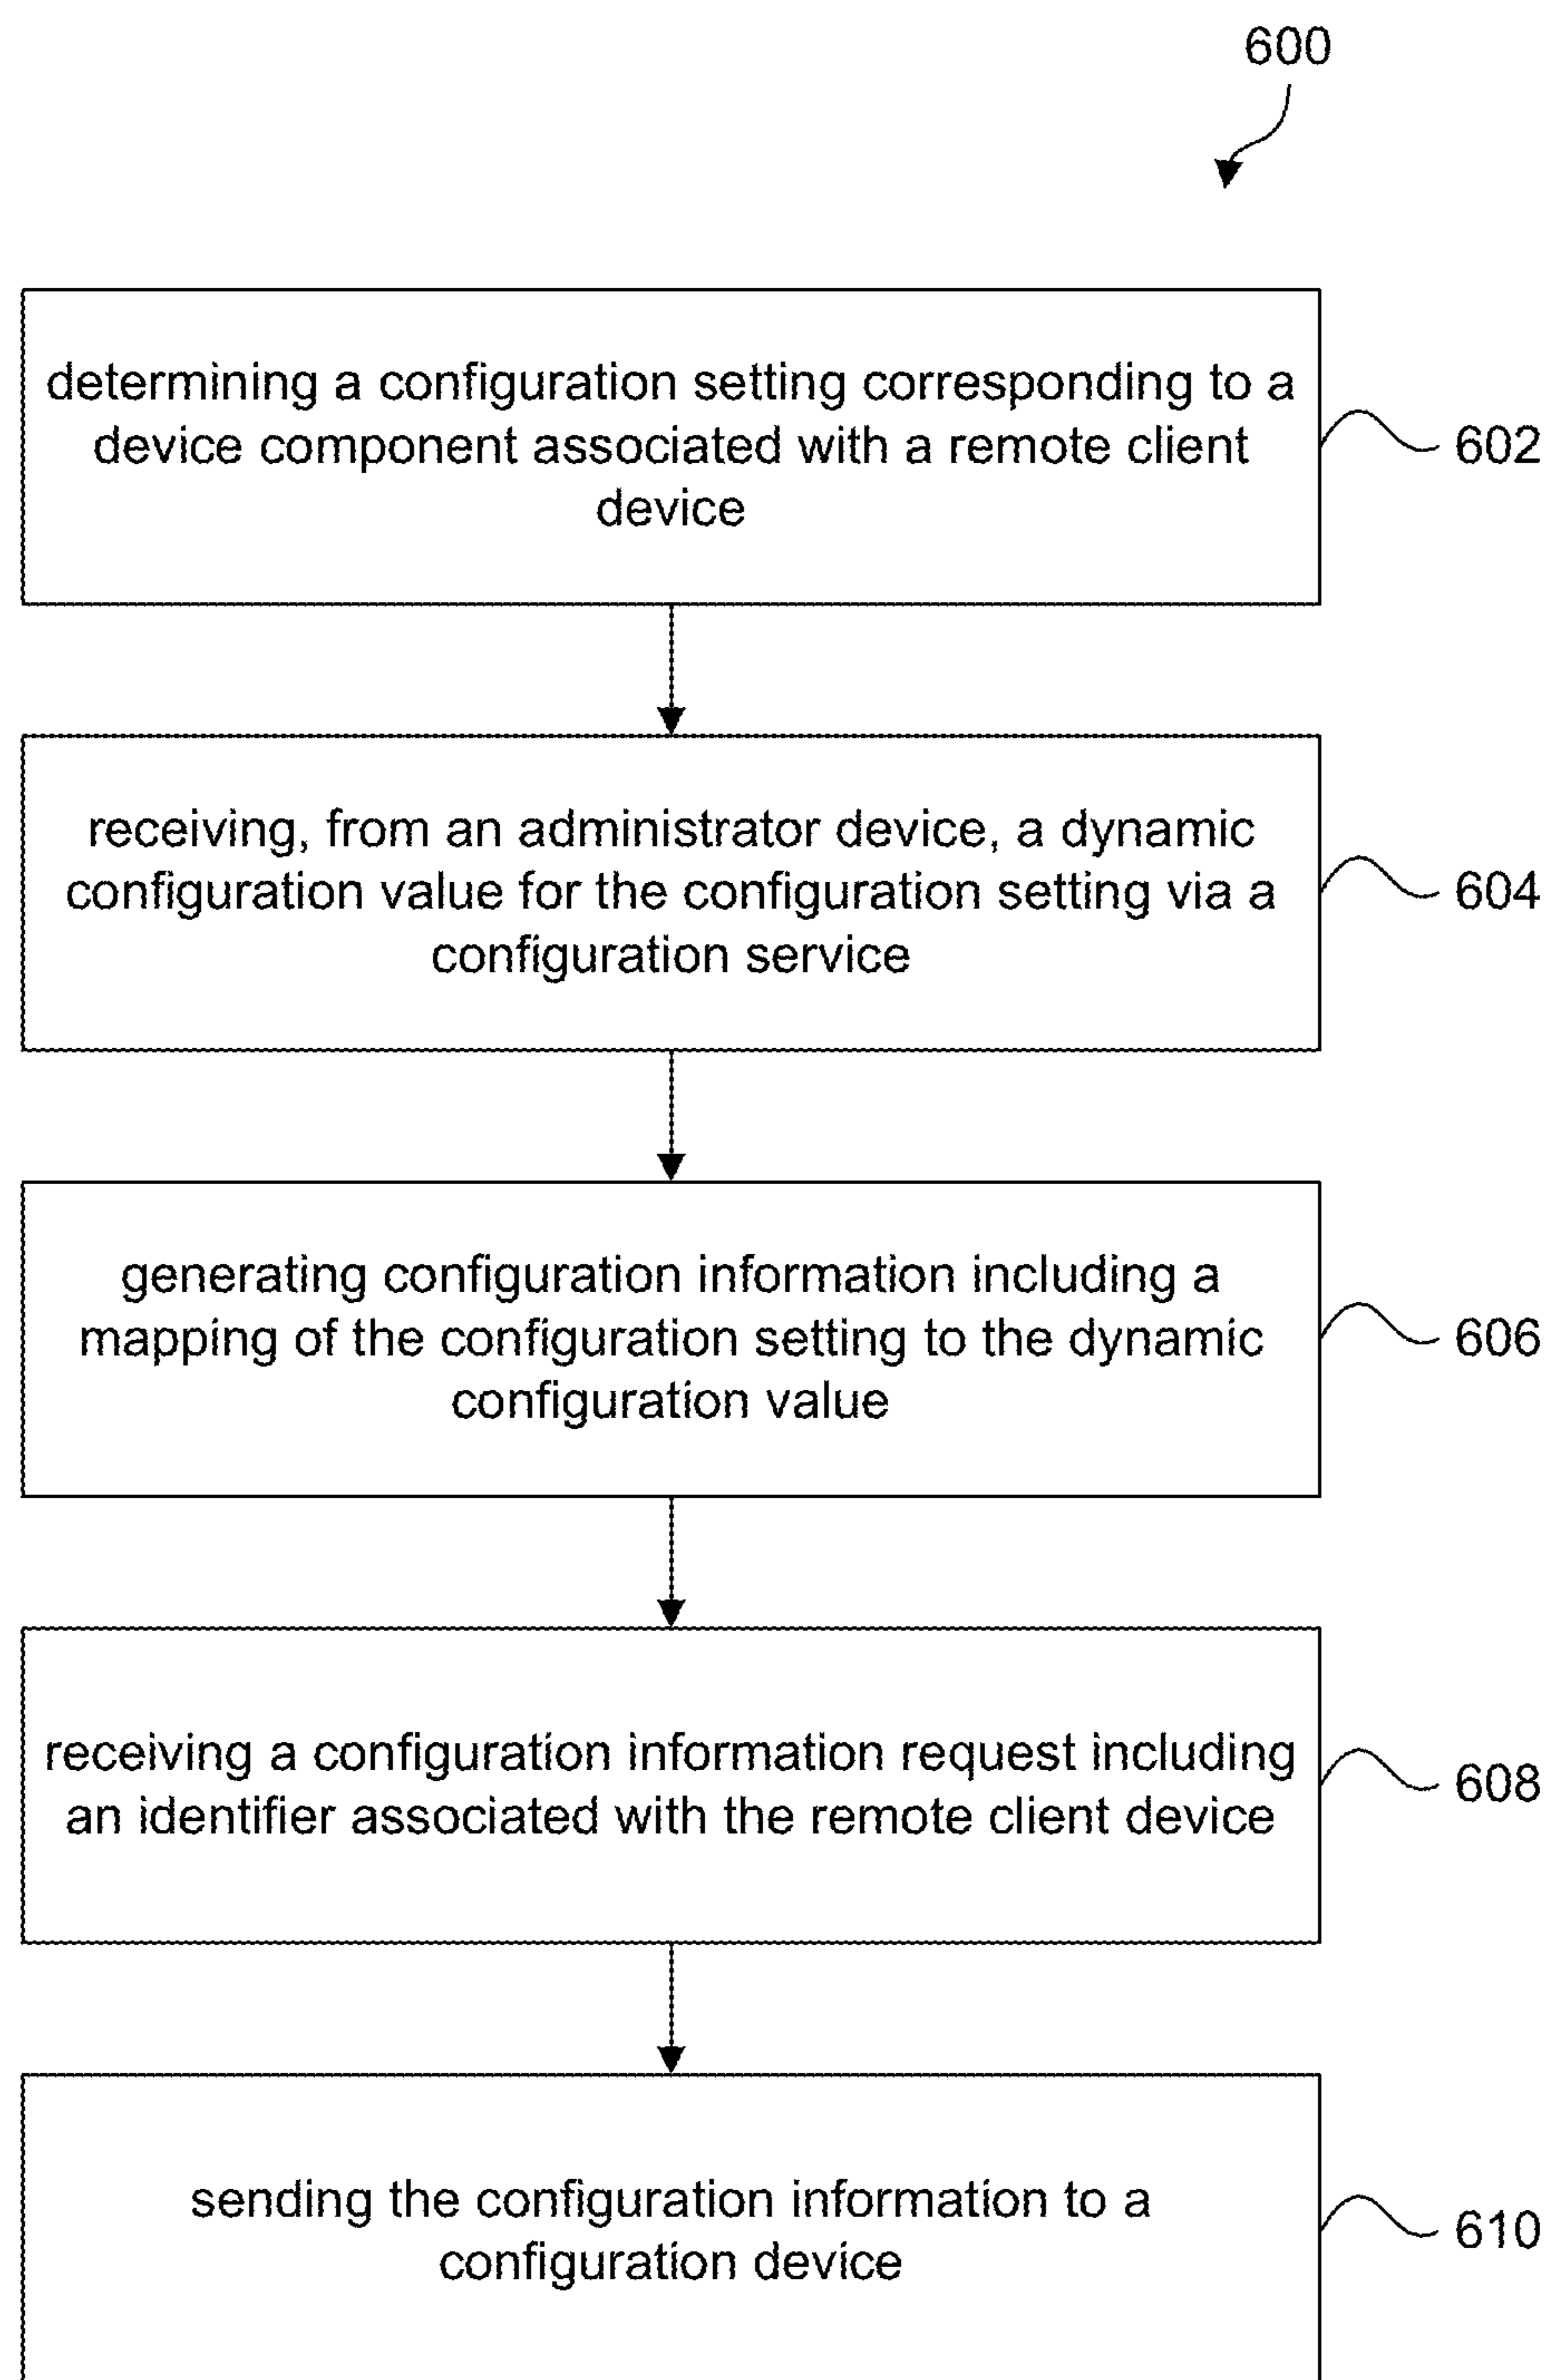 600
determining a configuration setting corresponding to a
device component associated with a remote client
device
602
receiving, from an administrator device, a dynamic
configuration value for the configuration setting via a
configuration service
604
generating configuration information including a
mapping of the configuration setting to the dynamic
configuration value
606
receiving a configuration information request including
an identifier associated with the remote client device
608
sending the configuration information to a
configuration device
610